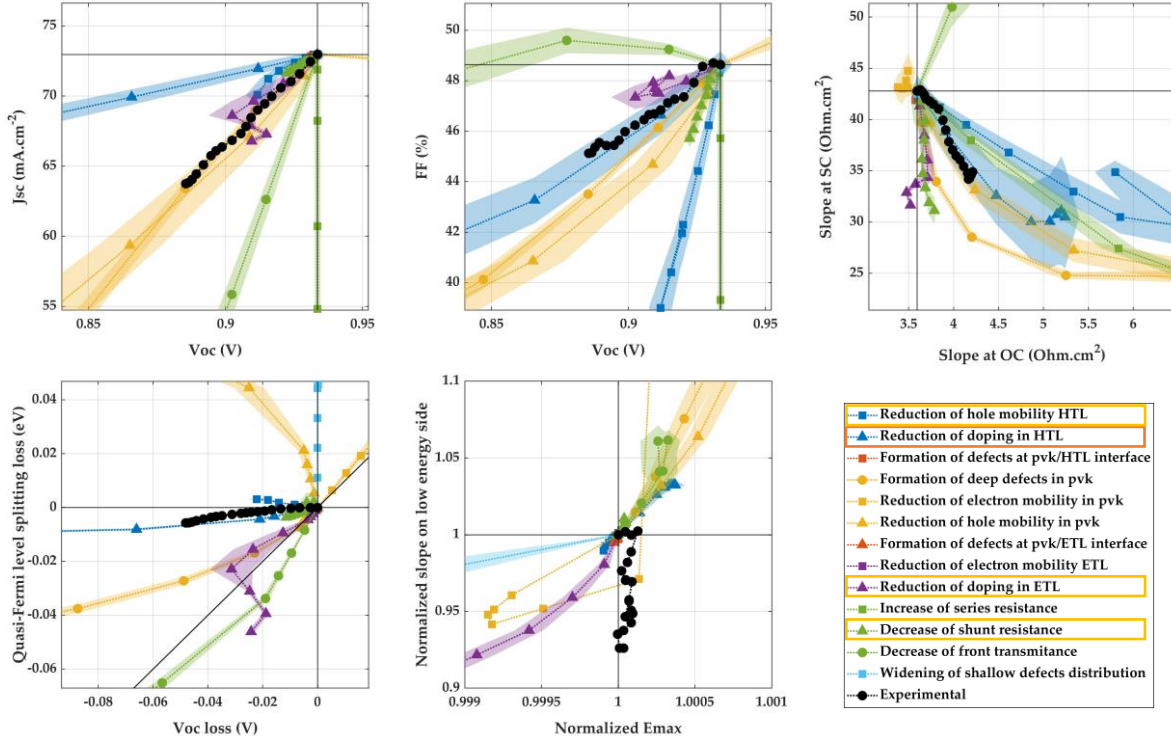 75
70
65
60
55
Jsc (mA.cm-2)
0.85 0.9 0.95
Voc (V)
50
48
46
44
42
40
FF (%)
0.85 0.9 0.95
Voc (V)
50
45
40
35
30
25
Slope at SC (Ohm.cm2)
3.5 4 4.5 5 5.5 6
Slope at OC (Ohm.cm2)
0.04
0.02
0
-0.02
-0.04
-0.06
Quasi-Fermi level splitting loss (eV)
-0.08 -0.06 -0.04 -0.02 0
Voc loss (V)
1.1
1.05
1
0.95
0.9
Normalized slope on low energy side
0.999 0.9995 1 1.0005 1.001
Normalized Emax
Reduction of hole mobility HTL
Reduction of doping in HTL
Formation of defects at pvk/HTL interface
Formation of deep defects in pvk
Reduction of electron mobility in pvk
Reduction of hole mobility in pvk
Formation of defects at pvk/ETL interface
Reduction of electron mobility ETL
Reduction of doping in ETL
Increase of series resistance
Decrease of shunt resistance
Decrease of front transmitance
Widening of shallow defects distribution
Experimental